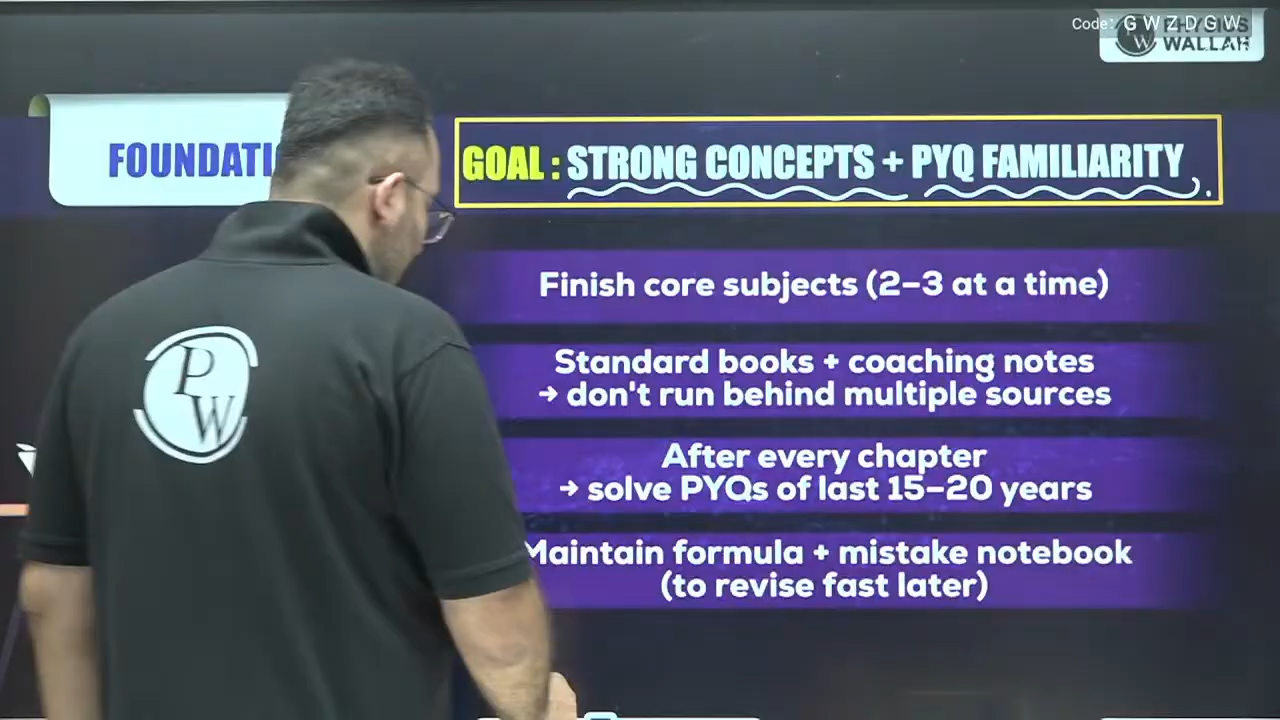 Code: G W Z D G W
PHYSICS
WALLAH
FOUNDATI
GOAL : STRONG CONCEPTS + PYQ FAMILIARITY
Finish core subjects (2–3 at a time)
Standard books + coaching notes
→ don't run behind multiple sources
After every chapter
→ solve PYQs of last 15–20 years
Maintain formula + mistake notebook
(to revise fast later)
P
W